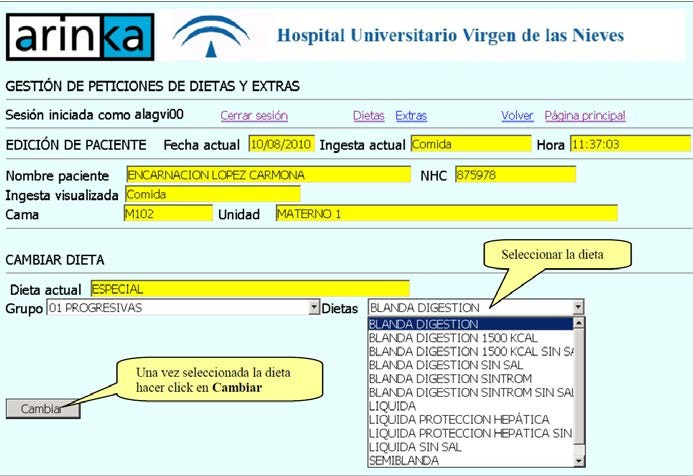 arinka
Hospital Universitario Virgen de las Nieves
GESTIÓN DE PETICIONES DE DIETAS Y EXTRAS
Sesión iniciada como alagvi00 Cerrar sesión Dietas Extras Volver Página principal
EDICIÓN DE PACIENTE Fecha actual 10/08/2010 Ingesta actual Comida Hora 11:37:03
Nombre paciente ENCARNACION LOPEZ CARMONA NHC 875978
Ingesta visualizada Comida
Cama M102 Unidad MATERNO 1
Seleccionar la dieta
CAMBIAR DIETA
Dieta actual ESPECIAL
Grupo 01 PROGRESIVAS Dietas BLANDA DIGESTION
BLANDA DIGESTION
BLANDA DIGESTION 1500 KCAL
BLANDA DIGESTION 1500 KCAL SIN SA
BLANDA DIGESTION SIN SAL
BLANDA DIGESTION SINTROM
BLANDA DIGESTION SINTROM SIN SAL
LIQUIDA
LIQUIDA PROTECCION HEPÁTICA
LIQUIDA PROTECCION HEPATICA SIN
LIQUIDA SIN SAL
SEMIBLANDA
Una vez seleccionada la dieta
hacer click en Cambiar
Cambiar